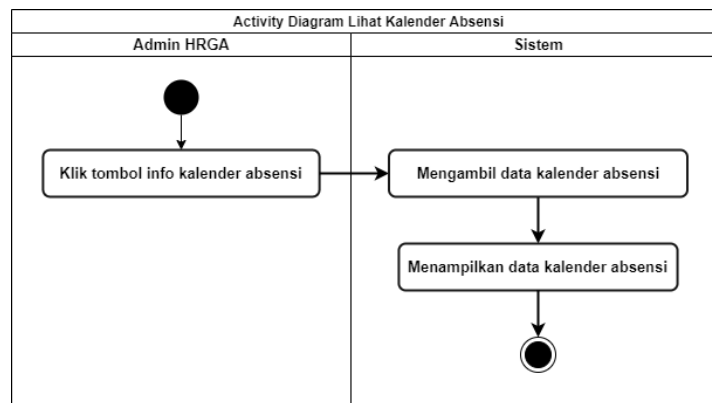 Activity Diagram Lihat Kalender Absensi
Admin HRGA
Sistem
Klik tombol info kalender absensi
Mengambil data kalender absensi
Menampilkan data kalender absensi